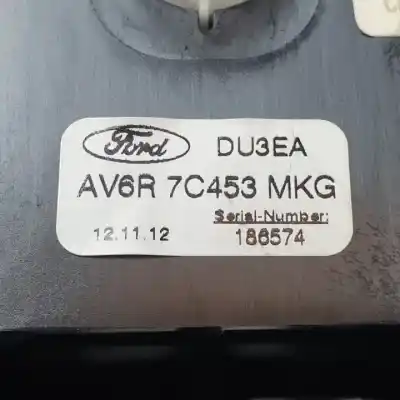 Ford DU3EA
AV6R 7C453 MKG
Serial-Number:
12.11.12 186574